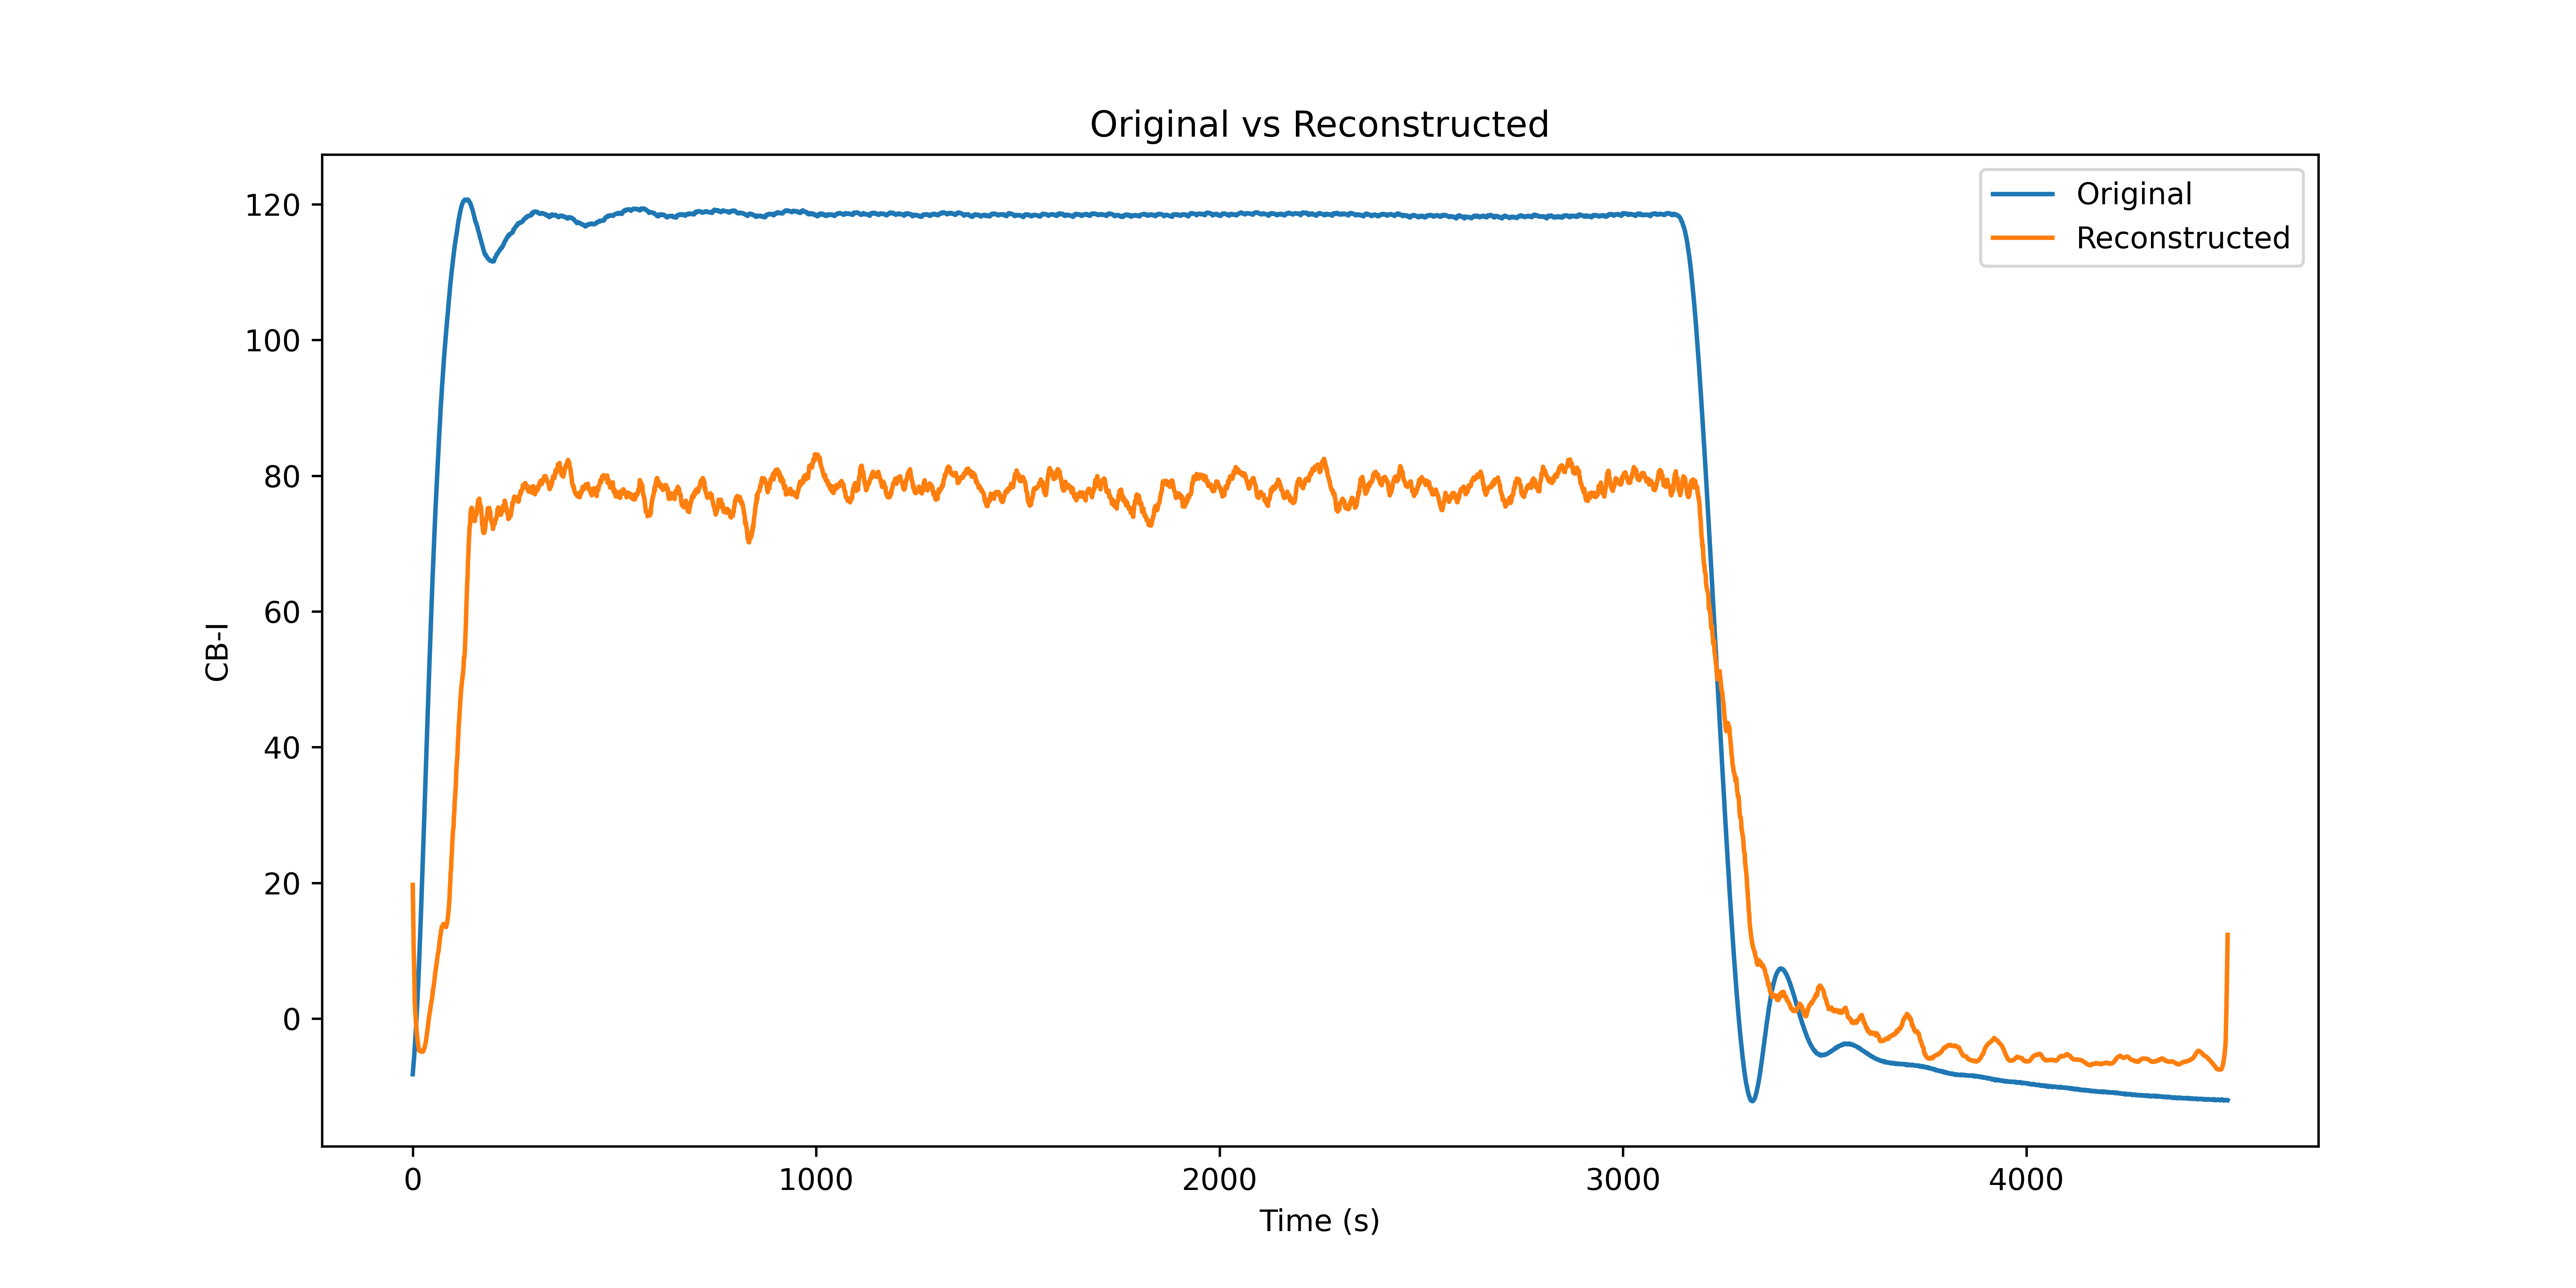 Original vs Reconstructed
Original
Reconstructed
120
100
80
60
40
20
0
CB-I
0 1000 2000 3000 4000
Time (s)